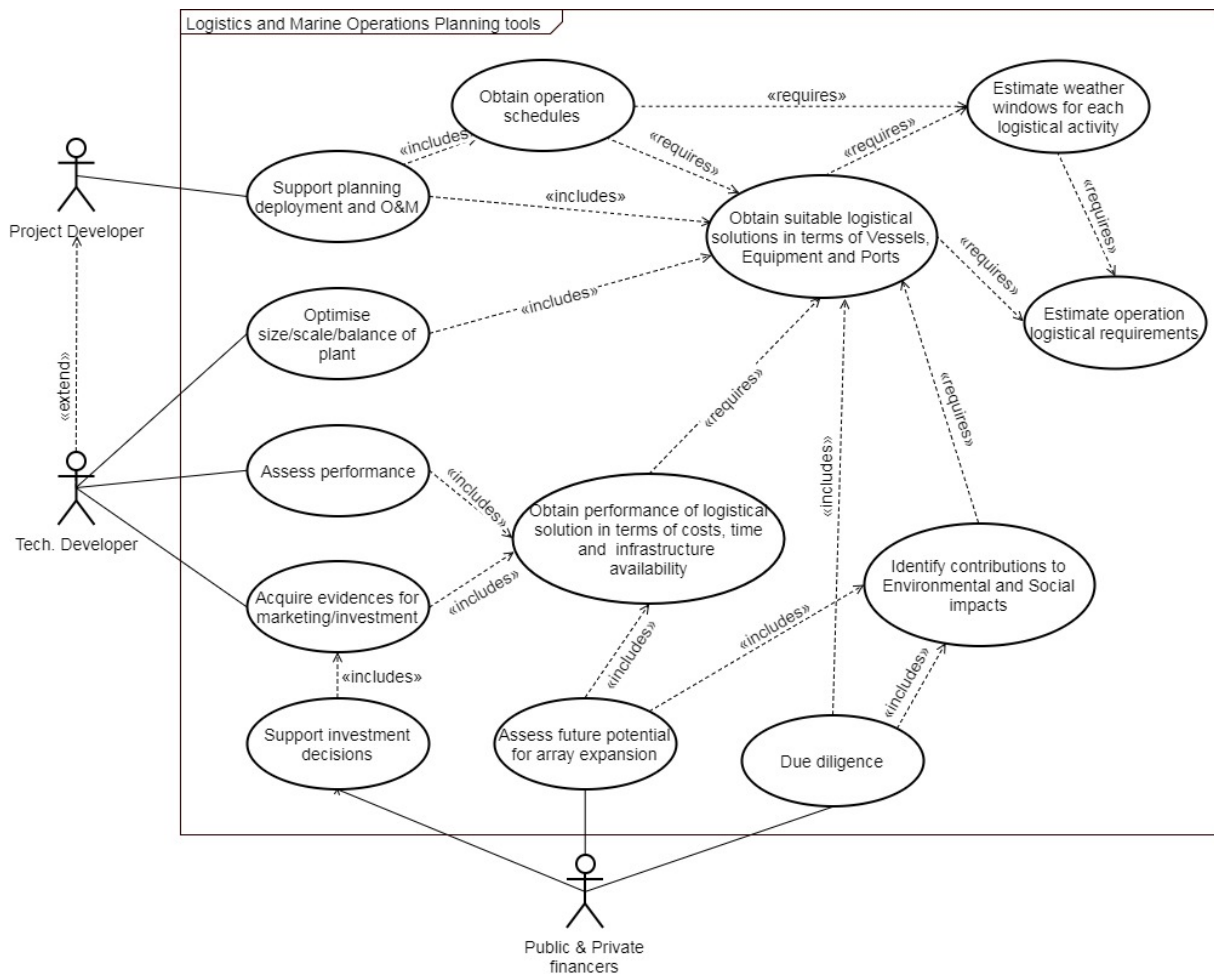 Logistics and Marine Operations Planning tools
Obtain operation
schedules
«requires»
Estimate weather
windows for each
logistical activity
«includes»
«requires»
«requires»
Project Developer
Support planning
deployment and O&M
«includes»
«requires»
Obtain suitable logistical
solutions in terms of Vessels,
Equipment and Ports
«requires»
«extend»
Optimise
size/scale/balance of
plant
«includes»
Estimate operation
logistical requirements
«requires»
«requires»
Tech. Developer
Assess performance
«includes»
«includes»
Obtain performance of logistical
solution in terms of costs, time
and infrastructure
availability
Identify contributions to
Environmental and Social
impacts
Acquire evidences for
marketing/investment
«includes»
«includes»
«includes»
«includes»
«includes»
Support investment
decisions
Assess future potential
for array expansion
Due diligence
Public & Private
financers